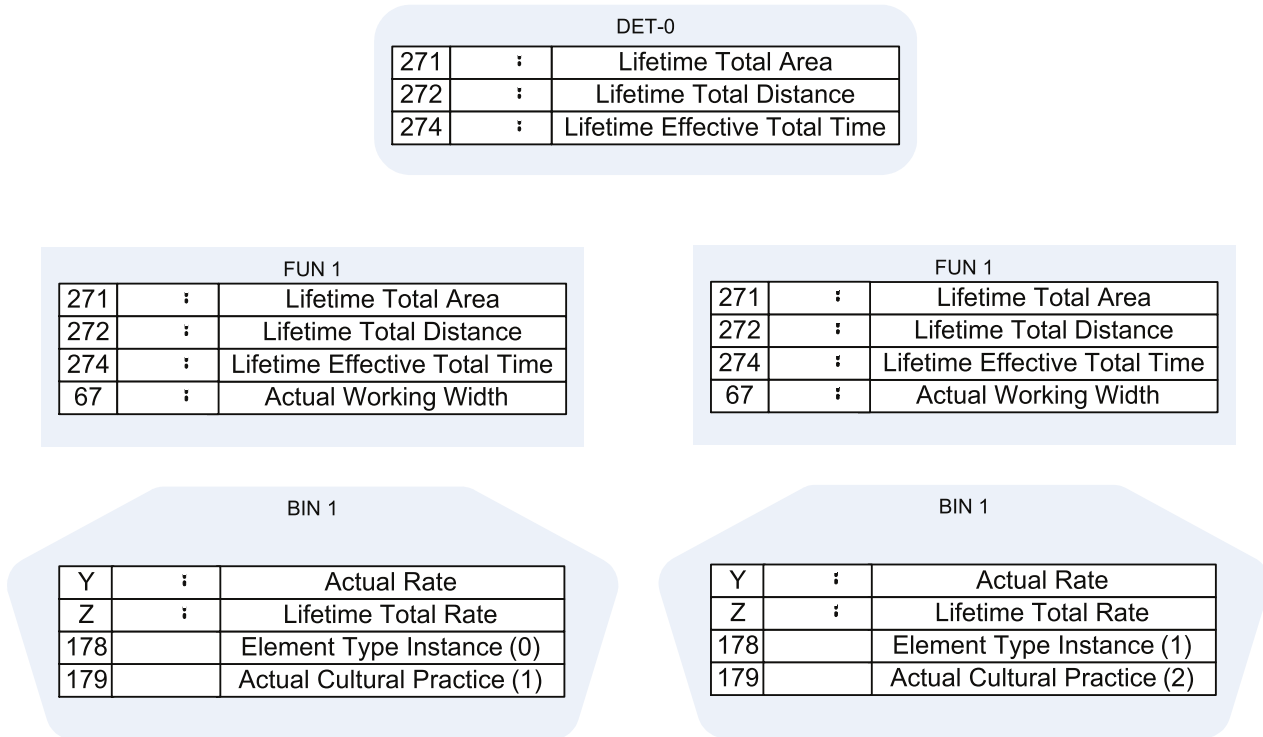 DET-0
271 : Lifetime Total Area
272 : Lifetime Total Distance
274 : Lifetime Effective Total Time
FUN 1
271 : Lifetime Total Area
272 : Lifetime Total Distance
274 : Lifetime Effective Total Time
67 : Actual Working Width
FUN 1
271 : Lifetime Total Area
272 : Lifetime Total Distance
274 : Lifetime Effective Total Time
67 : Actual Working Width
BIN 1
Y : Actual Rate
Z : Lifetime Total Rate
178 Element Type Instance (0)
179 Actual Cultural Practice (1)
BIN 1
Y : Actual Rate
Z : Lifetime Total Rate
178 Element Type Instance (1)
179 Actual Cultural Practice (2)